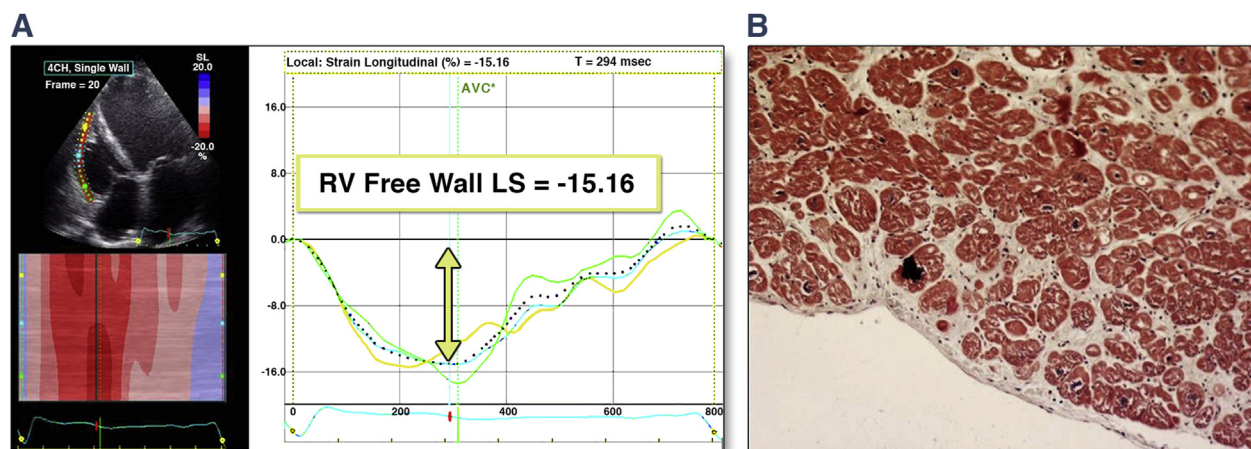 A
B
4CH, Single Wall
Frame = 20
SL
20.0
-20.0
%
Local: Strain Longitudinal (%) = -15.16 T = 294 msec
AVC*
16.0
8.0
RV Free Wall LS = -15.16
0.0
-8.0
-16.0
0 200 400 600 800